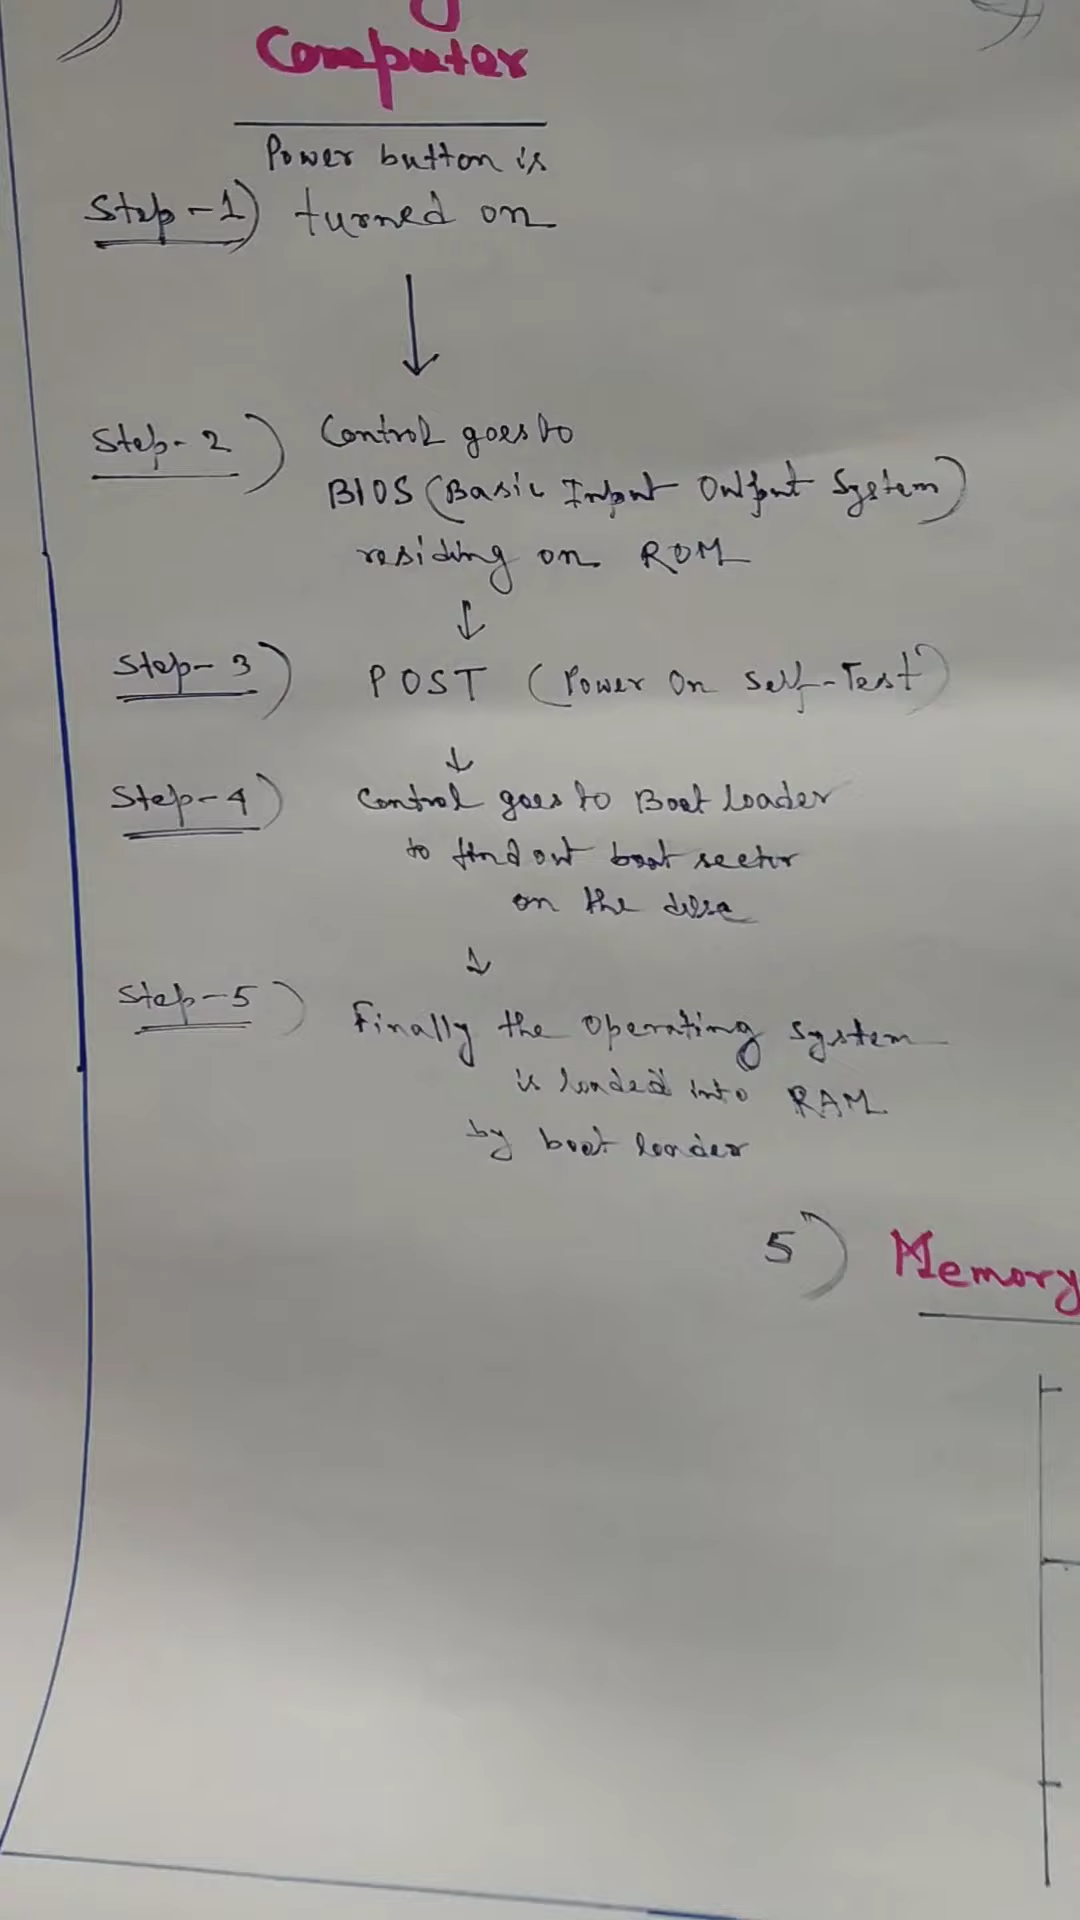 Computer
Power button is
Step-1) turned on
Step-2) Control goes to
BIOS (Basic Input Output System)
residing on ROM
Step-3) POST (Power On Self-Test)
Step-4) Control goes to Boot loader
to find out boot sector
on the disc
Step-5) Finally the Operating System
is loaded into RAM
by boot loader
5) Memory